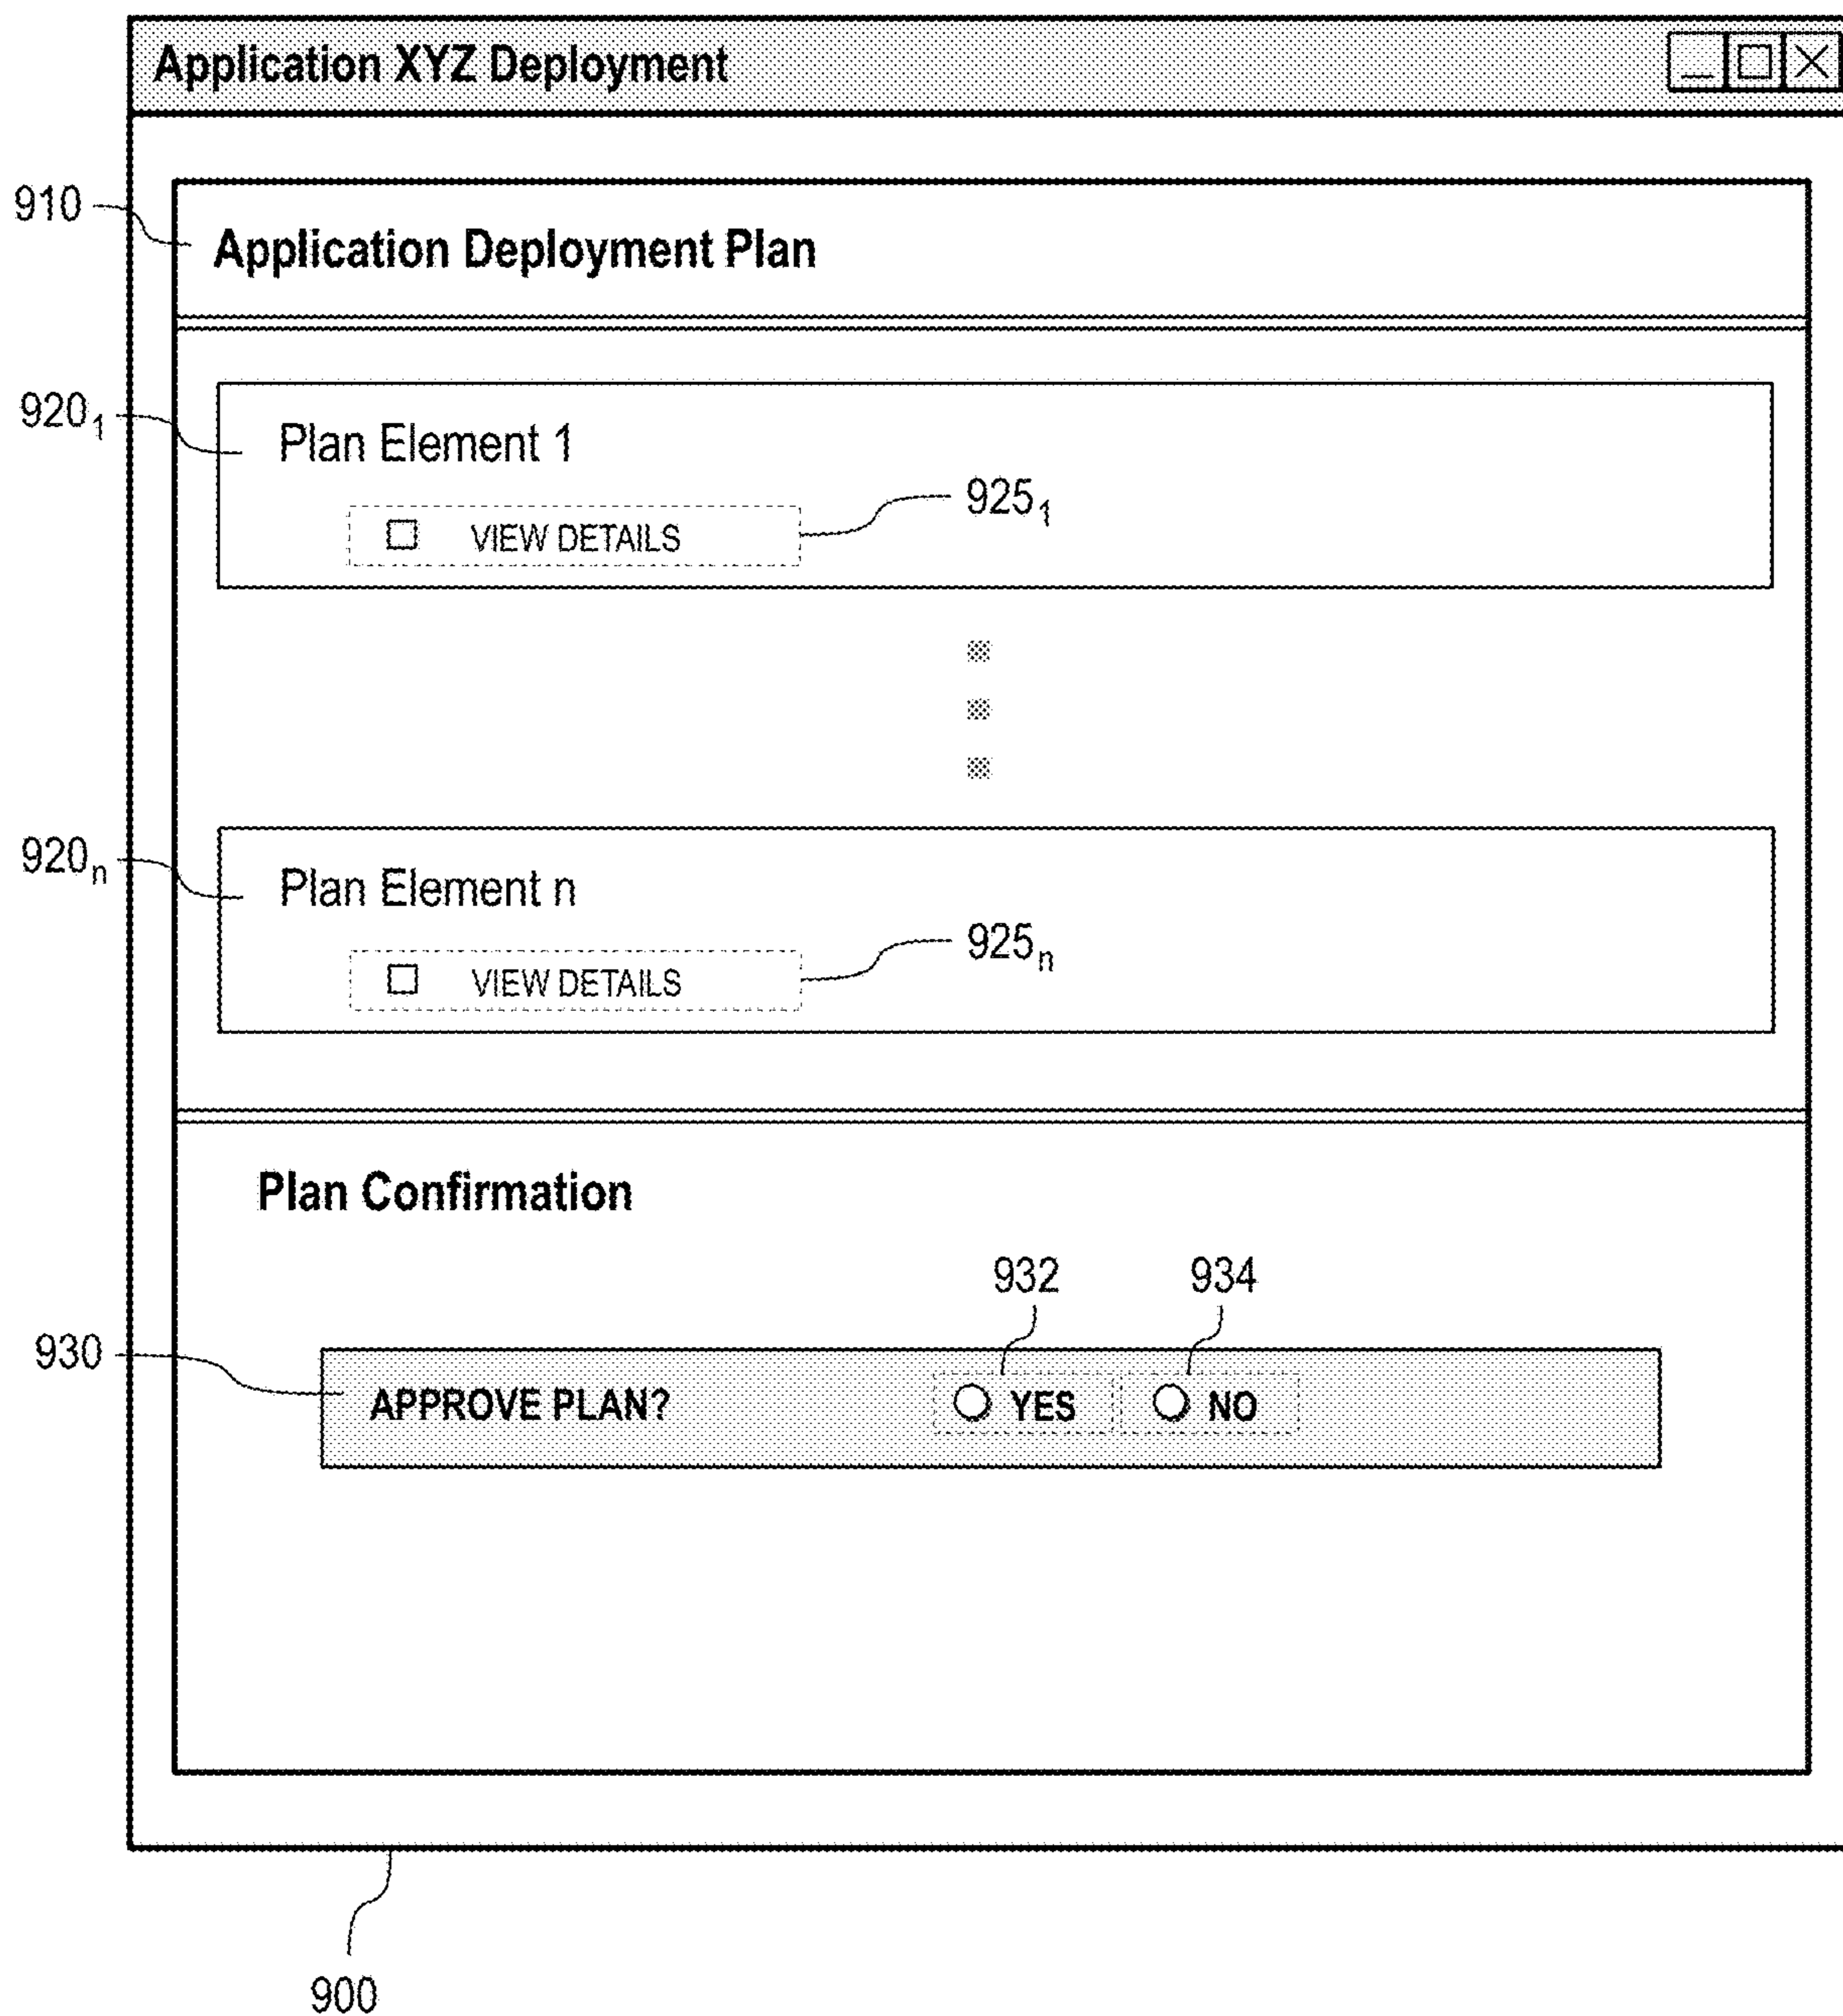 Application XYZ Deployment
910
Application Deployment Plan
920₁
Plan Element 1
925₁
VIEW DETAILS
920ₙ
Plan Element n
925ₙ
VIEW DETAILS
Plan Confirmation
932 934
930
APPROVE PLAN? YES NO
900